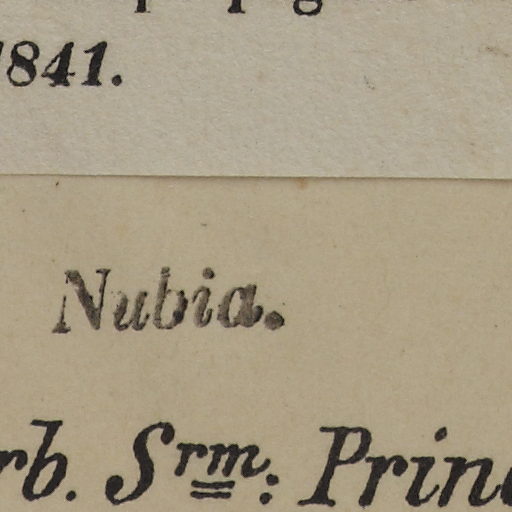 1841.
Nubia.
rb. Srm: Prin